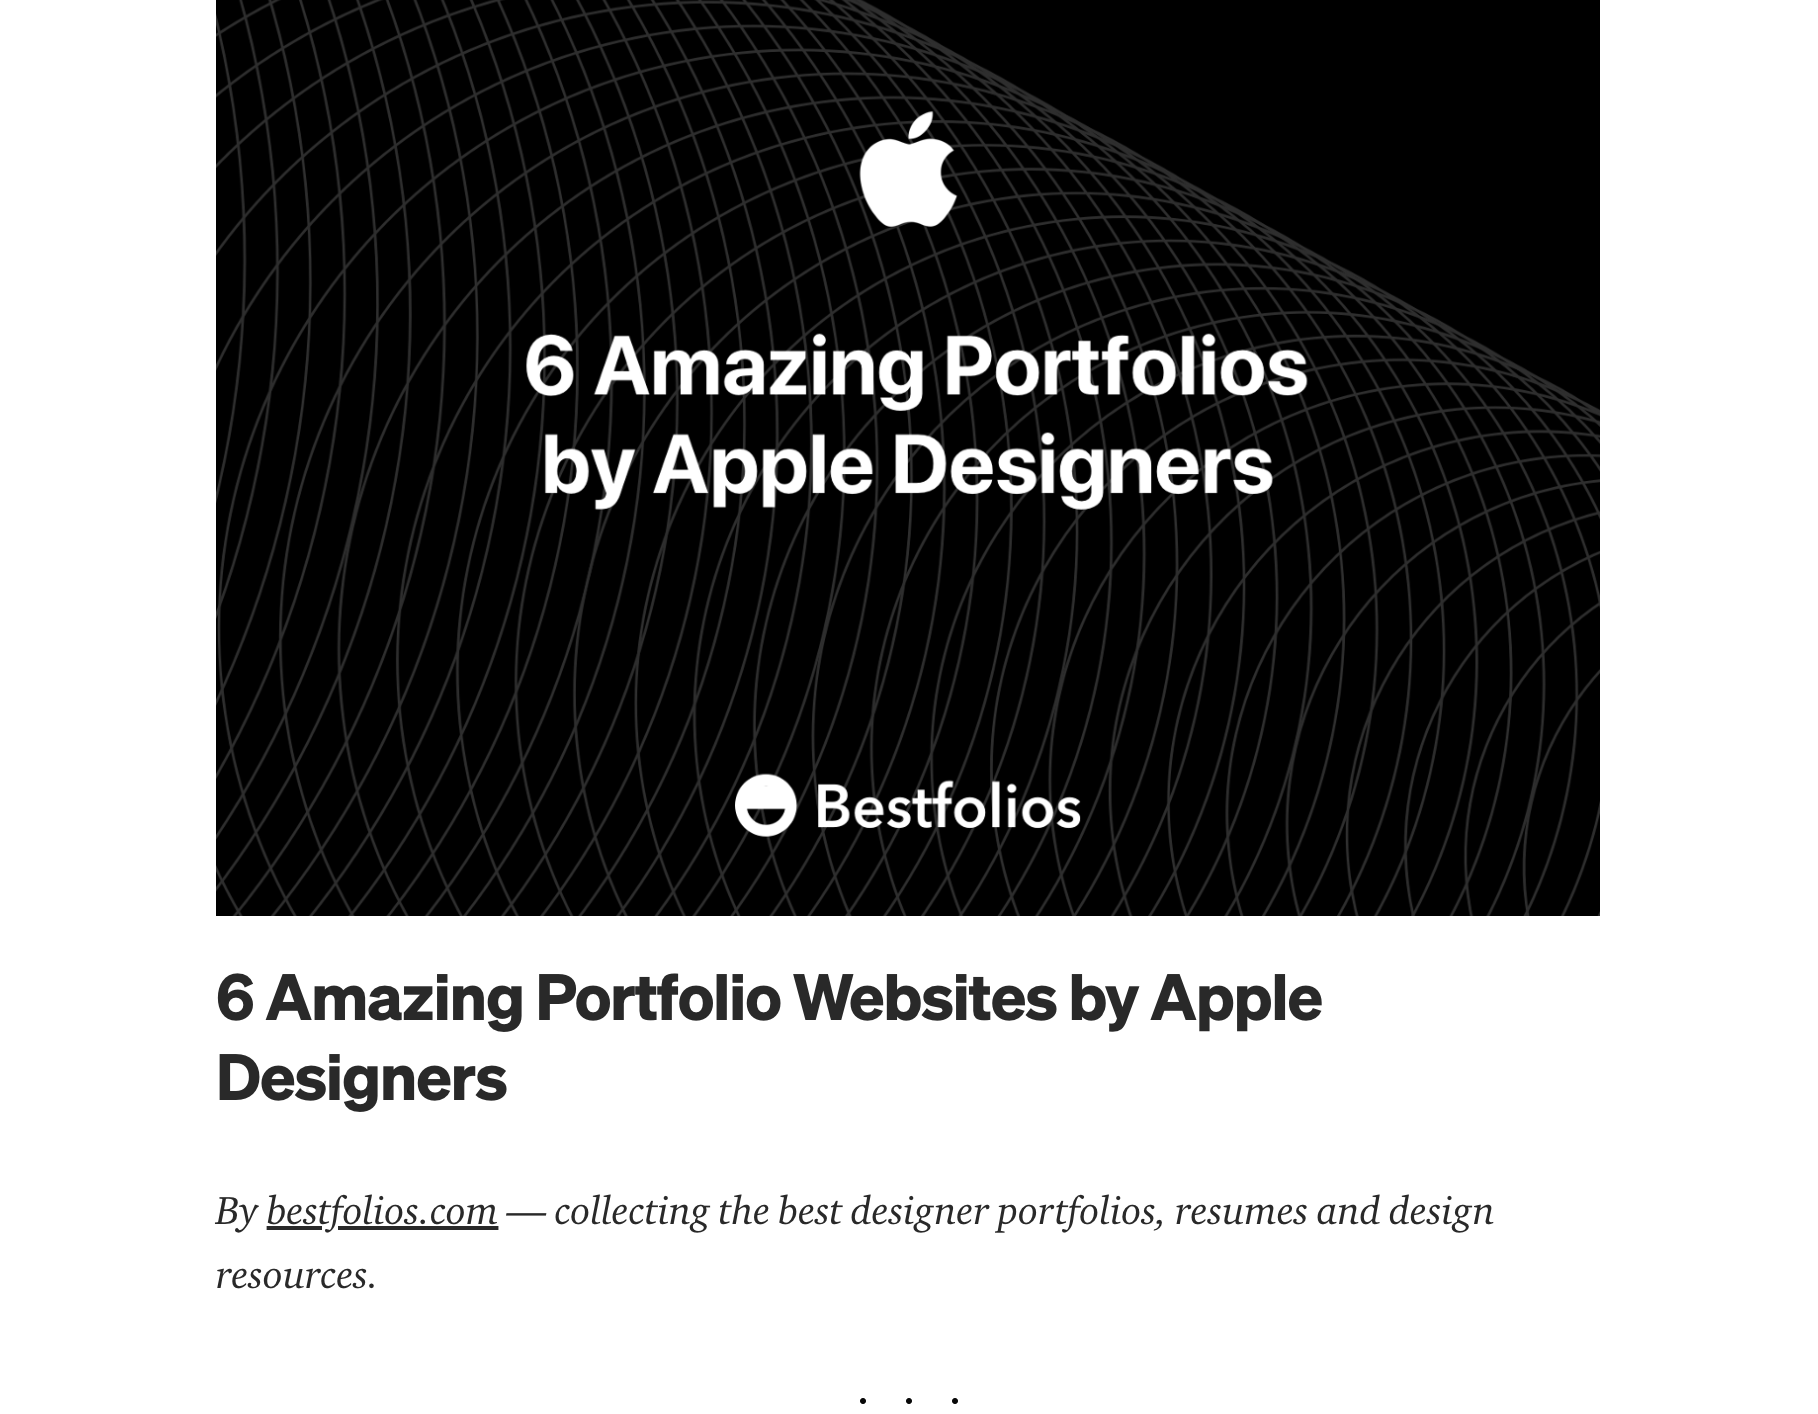 6 Amazing Portfolios
by Apple Designers
Bestfolios
6 Amazing Portfolio Websites by Apple
Designers
By bestfolios.com — collecting the best designer portfolios, resumes and design
resources.
. . .